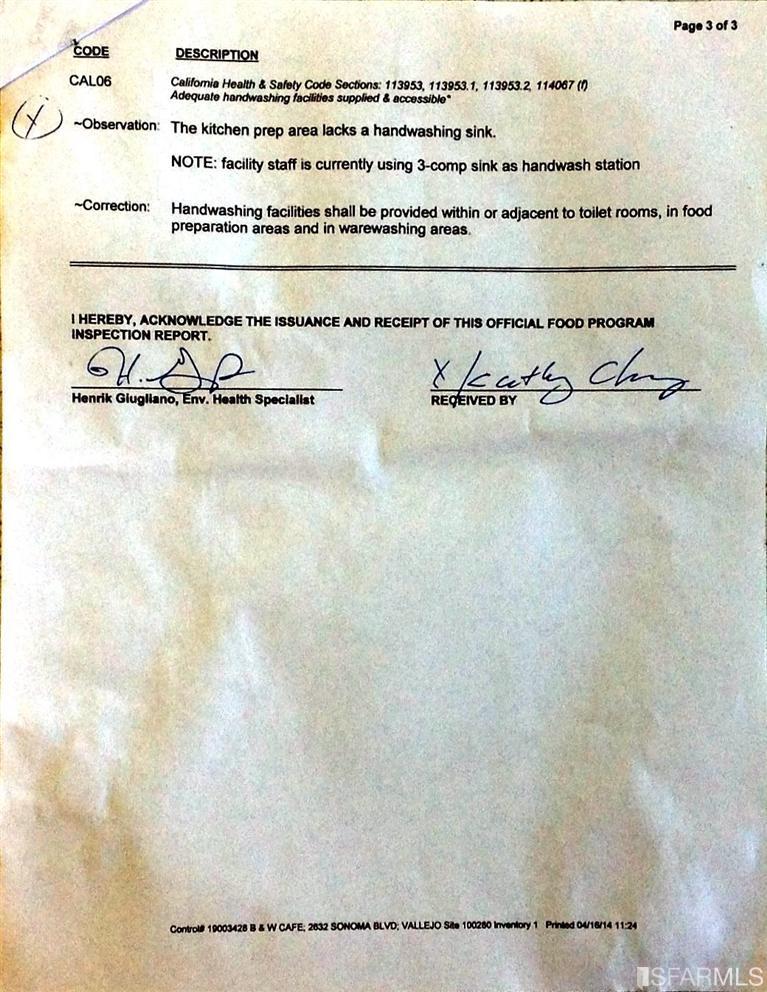 Page 3 of 3
CODE DESCRIPTION
CAL06 California Health & Safety Code Sections: 113953, 113953.1, 113953.2, 114067 (f)
Adequate handwashing facilities supplied & accessible*
~Observation: The kitchen prep area lacks a handwashing sink.
NOTE: facility staff is currently using 3-comp sink as handwash station
~Correction: Handwashing facilities shall be provided within or adjacent to toilet rooms, in food
preparation areas and in warewashing areas.
I HEREBY, ACKNOWLEDGE THE ISSUANCE AND RECEIPT OF THIS OFFICIAL FOOD PROGRAM
INSPECTION REPORT.
X Kathy
Henrik Giugliano, Env. Health Specialist RECEIVED BY
Control# 19003428 B & W CAFE; 2632 SONOMA BLVD; VALLEJO Site 100280 Inventory 1 Printed 04/16/14 11:24
SFARMLS